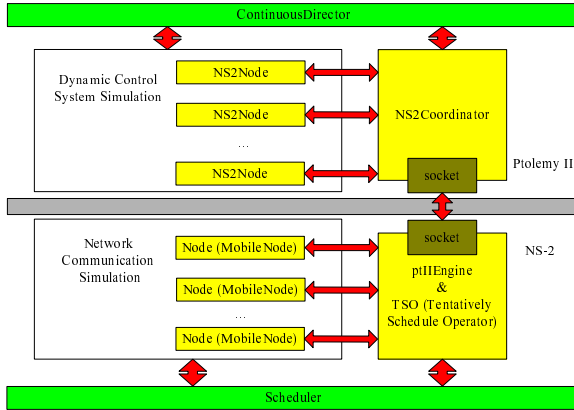 ContinuousDirector
Dynamic Control
System Simulation
NS2Node
NS2Node
...
NS2Node
NS2Coordinator
socket
Ptolemy II
Network
Communication
Simulation
Node (MobileNode)
Node (MobileNode)
...
Node (MobileNode)
socket
ptIIEngine
&
TSO (Tentatively
Schedule Operator)
NS-2
Scheduler